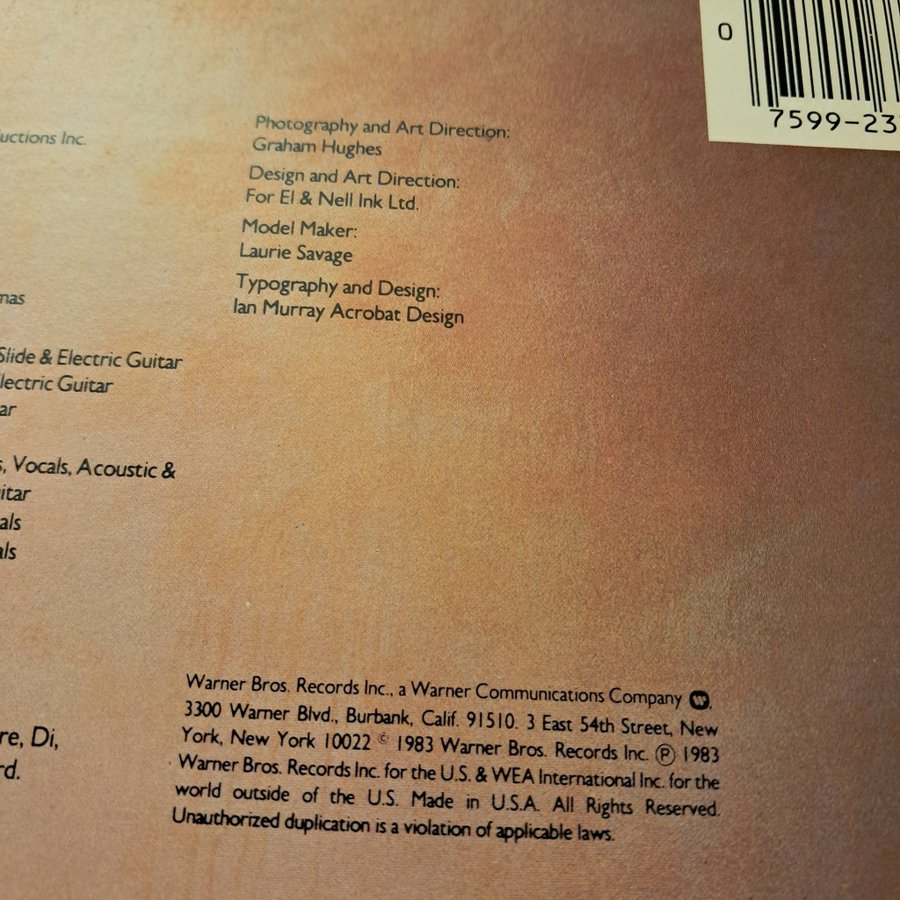 0
7599-23
uctions Inc.
Photography and Art Direction:
Graham Hughes
Design and Art Direction:
For El & Nell Ink Ltd.
Model Maker:
Laurie Savage
Typography and Design:
Ian Murray Acrobat Design
mas
Slide & Electric Guitar
lectric Guitar
ar
s, Vocals, Acoustic &
itar
als
als
re, Di,
rd.
Warner Bros. Records Inc., a Warner Communications Company
3300 Warner Blvd., Burbank, Calif. 91510. 3 East 54th Street, New
York, New York 10022 © 1983 Warner Bros. Records Inc. ℗ 1983
Warner Bros. Records Inc. for the U.S. & WEA International Inc. for the
world outside of the U.S. Made in U.S.A. All Rights Reserved.
Unauthorized duplication is a violation of applicable laws.